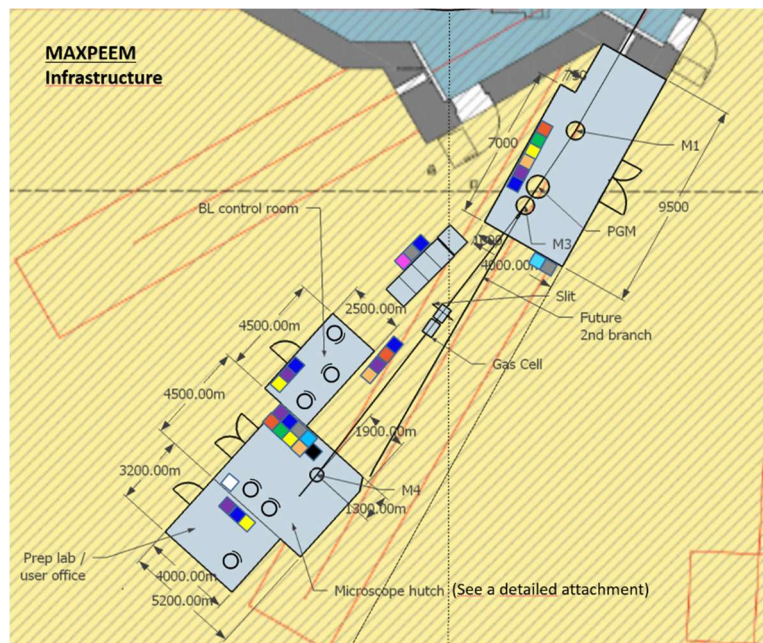 MAXPEEM
Infrastructure
7000
M1
BL control room
9500
PGM
M3
4000.00m
Slit
2500.00m
Future
2nd branch
4500.00m
Gas Cell
4500.00m
1900.00m
3200.00m
M4
1300.00m
Prep lab /
user office
4000.00m
Microscope hutch (See a detailed attachment)
5200.00m